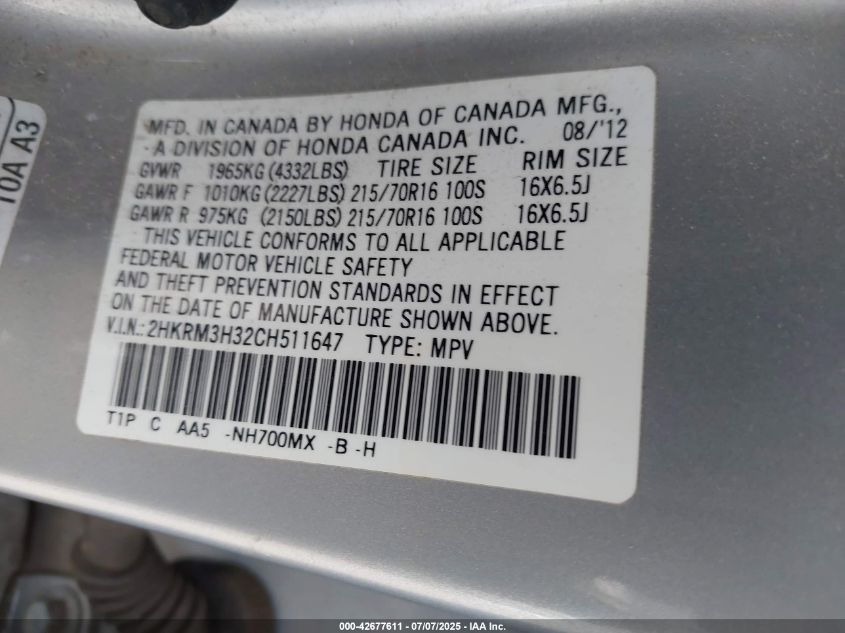 10A A3
MFD. IN CANADA BY HONDA OF CANADA MFG.,
-A DIVISION OF HONDA CANADA INC. 08/'12
GVWR 1965KG(4332LBS) TIRE SIZE RIM SIZE
GAWR F 1010KG(2227LBS) 215/70R16 100S 16X6.5J
GAWR R 975KG (2150LBS) 215/70R16 100S 16X6.5J
THIS VEHICLE CONFORMS TO ALL APPLICABLE
FEDERAL MOTOR VEHICLE SAFETY
AND THEFT PREVENTION STANDARDS IN EFFECT
ON THE DATE OF MANUFACTURE SHOWN ABOVE.
V.I.N.: 2HKRM3H32CH511647 TYPE: MPV
T1P C AA5 -NH700MX -B -H
000-42677611 - 07/07/2025 - IAA Inc.